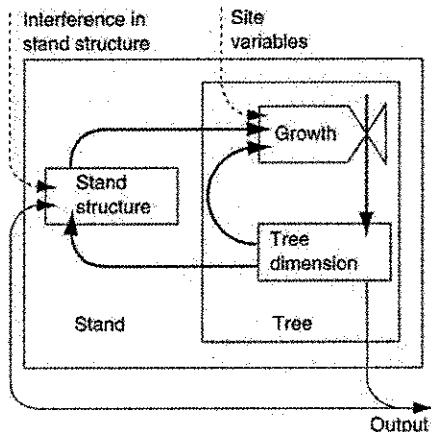 Interference in
stand structure
Site
variables
Growth
Stand
structure
Tree
dimension
Stand
Tree
Output